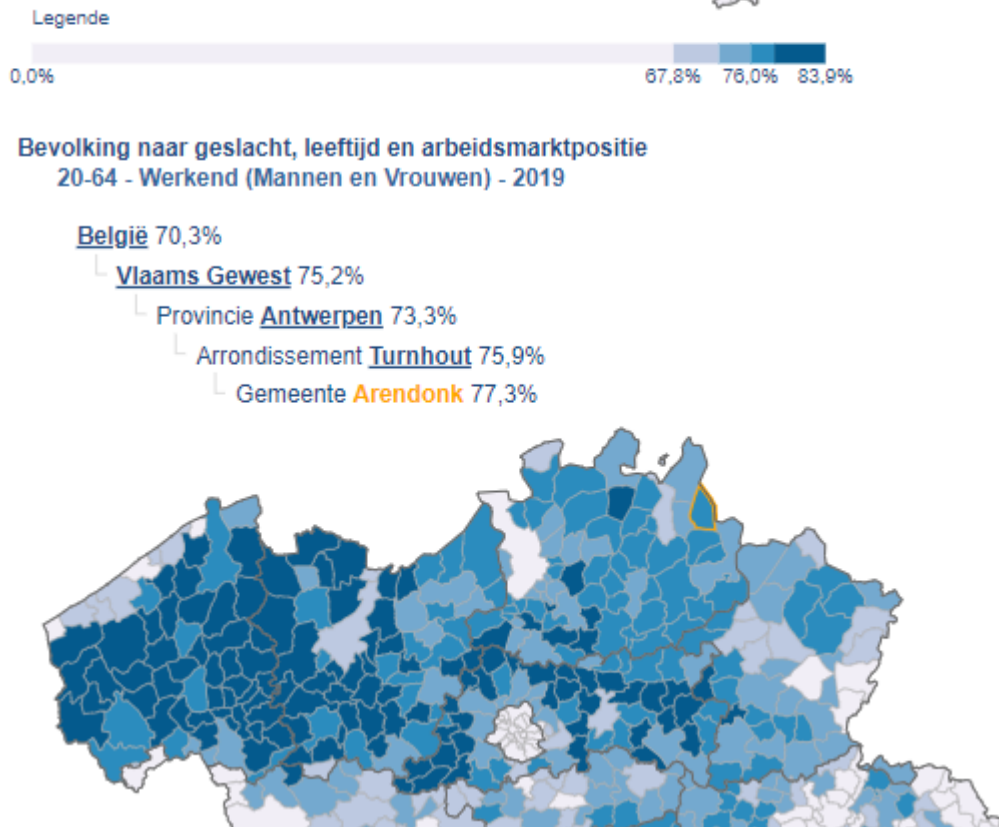 Legende
0,0% 67,8% 76,0% 83,9%
Bevolking naar geslacht, leeftijd en arbeidsmarktpositie
20-64 - Werkend (Mannen en Vrouwen) - 2019
België 70,3%
Vlaams Gewest 75,2%
Provincie Antwerpen 73,3%
Arrondissement Turnhout 75,9%
Gemeente Arendonk 77,3%